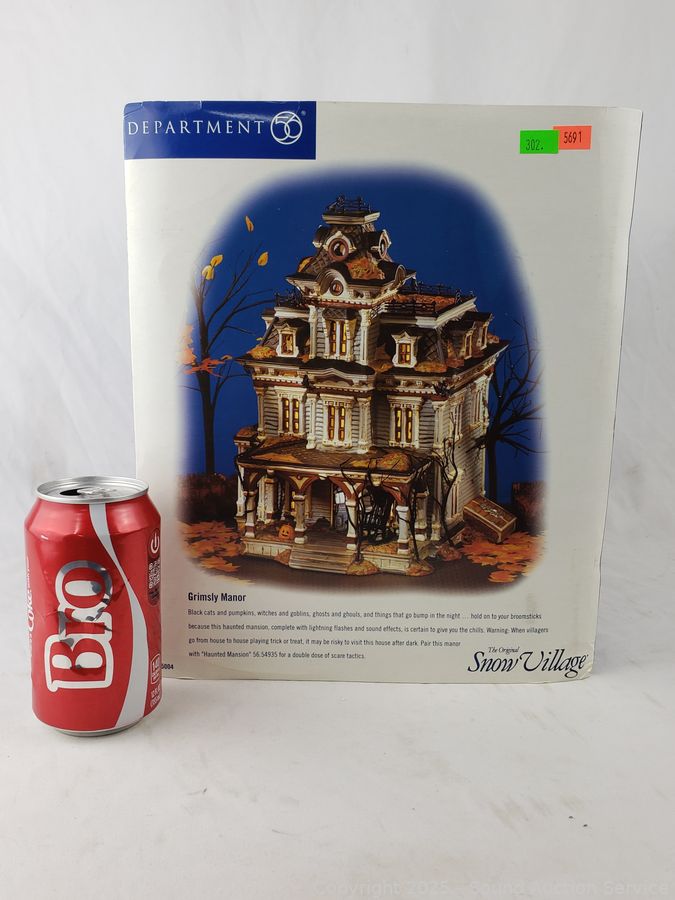 DEPARTMENT 56®
302.
5691
Grimsly Manor
Black cats and pumpkins, witches and goblins, ghosts and ghouls, and things that go bump in the night ... hold on to your broomsticks
because this haunted mansion, complete with lightning flashes and sound effects, is certain to give you the chills. Warning: When villagers
go from house to house playing trick or treat, it may be risky to visit this house after dark. Pair this manor
with "Haunted Mansion" 56.54935 for a double dose of scare tactics.
5004
The Original
Snow Village
Bro
Copyright 2025 - Sound Auction Service